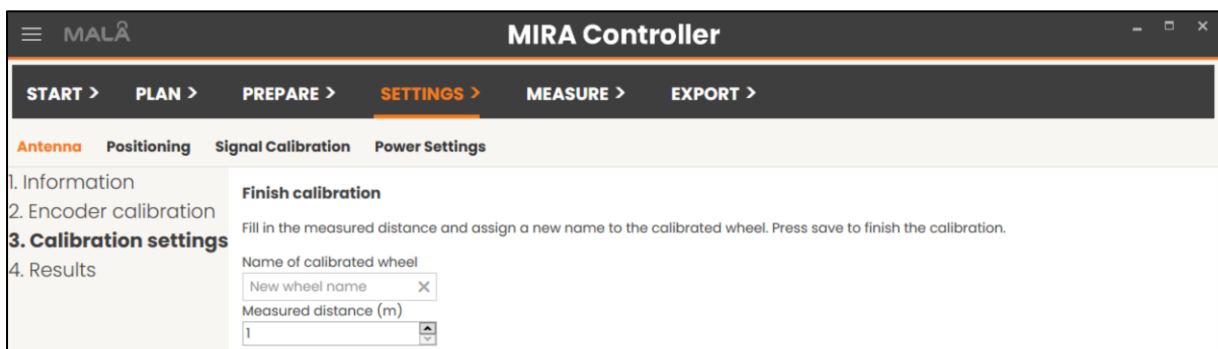 MALÅ
MIRA Controller
START > PLAN > PREPARE > SETTINGS > MEASURE > EXPORT >
Antenna Positioning Signal Calibration Power Settings
1. Information
2. Encoder calibration
3. Calibration settings
4. Results
Finish calibration
Fill in the measured distance and assign a new name to the calibrated wheel. Press save to finish the calibration.
Name of calibrated wheel
New wheel name
Measured distance (m)
1